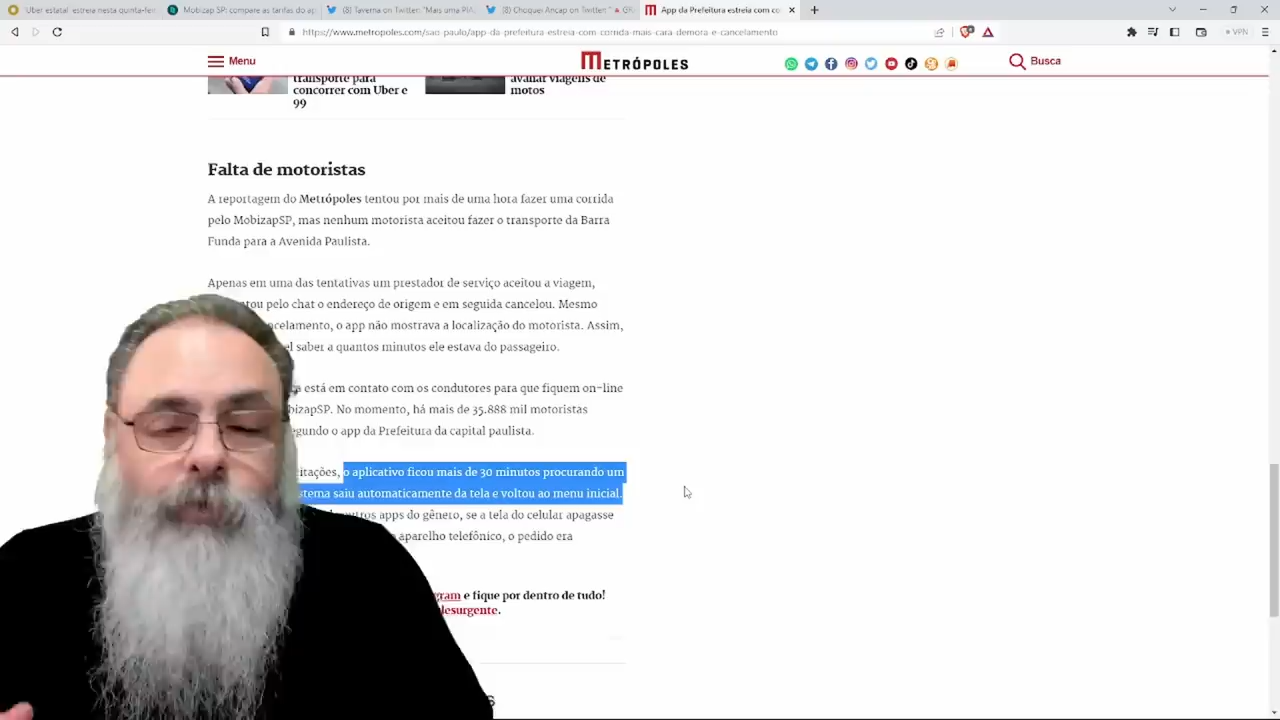 'Uber estatal' estreia nesta quinta-feir
Mobizap SP: compare as tarifas do ap
(8) Taverna on Twitter: "Mais uma PIA
(8) Choquei Ançap on Twitter: "
App da Prefeitura estreia com co
https://www.metropoles.com/sao-paulo/app-da-prefeitura-estreia-com-corrida-mais-cara-demora-e-cancelamento
VPN
Menu
METRÓPOLES
Busca
transporte para
concorrer com Uber e
99
avaliar viagens de
motos
Falta de motoristas
A reportagem do Metrópoles tentou por mais de uma hora fazer uma corrida
pelo MobizapSP, mas nenhum motorista aceitou fazer o transporte da Barra
Funda para a Avenida Paulista.
Apenas em uma das tentativas um prestador de serviço aceitou a viagem,
tou pelo chat o endereço de origem e em seguida cancelou. Mesmo
ncelamento, o app não mostrava a localização do motorista. Assim,
el saber a quantos minutos ele estava do passageiro.
a está em contato com os condutores para que fiquem on-line
bizapSP. No momento, há mais de 35.888 mil motoristas
egundo o app da Prefeitura da capital paulista.
itações, o aplicativo ficou mais de 30 minutos procurando um
stema saiu automaticamente da tela e voltou ao menu inicial.
outros apps do gênero, se a tela do celular apagasse
aparelho telefônico, o pedido era
gram e fique por dentro de tudo!
lesurgente.
s